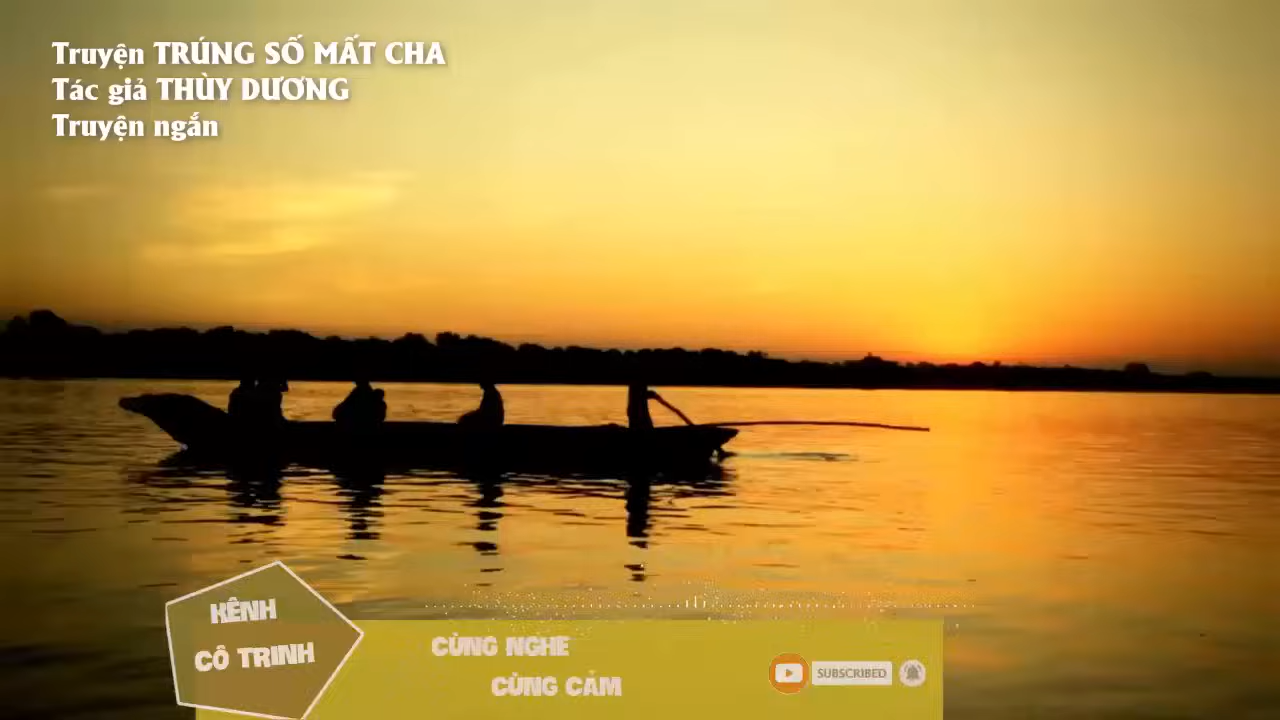 Truyện TRÚNG SỐ MẤT CHA
Tác giả THÙY DƯƠNG
Truyện ngắn
KÊNH
CÔ TRINH
CÙNG NGHE
CÙNG CẢM
SUBSCRIBED